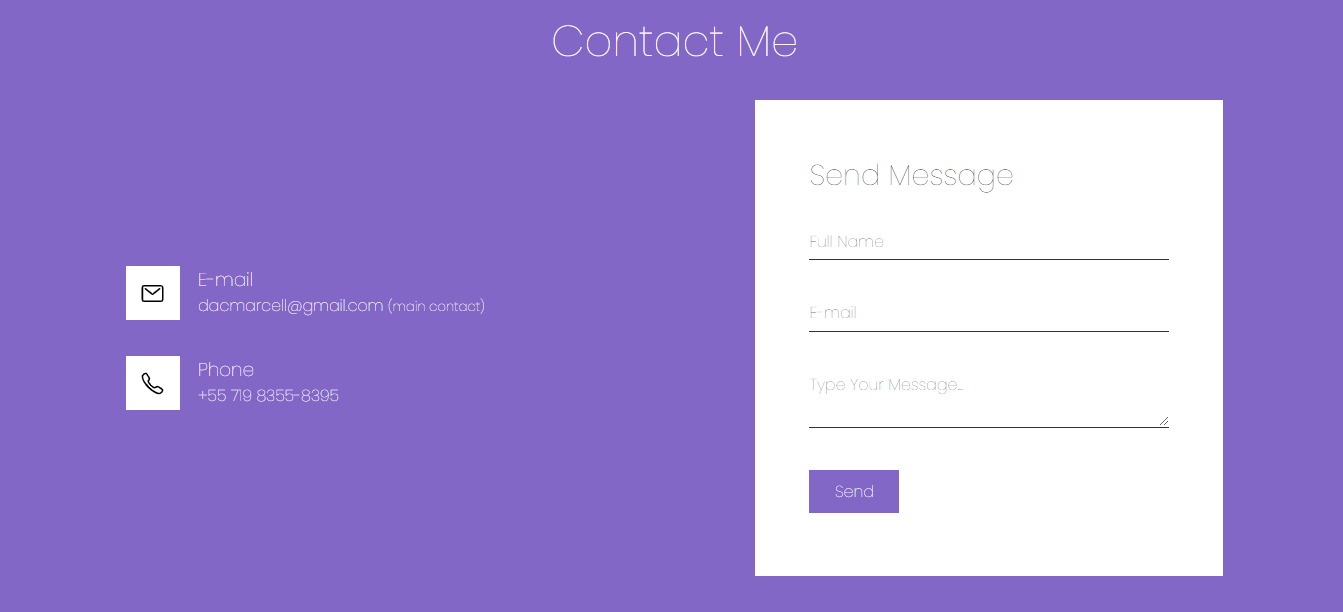 Contact Me
E-mail
dacmarcell@gmail.com (main contact)
Phone
+55 719 8355-8395
Send Message
Full Name
E-mail
Type Your Message...
Send